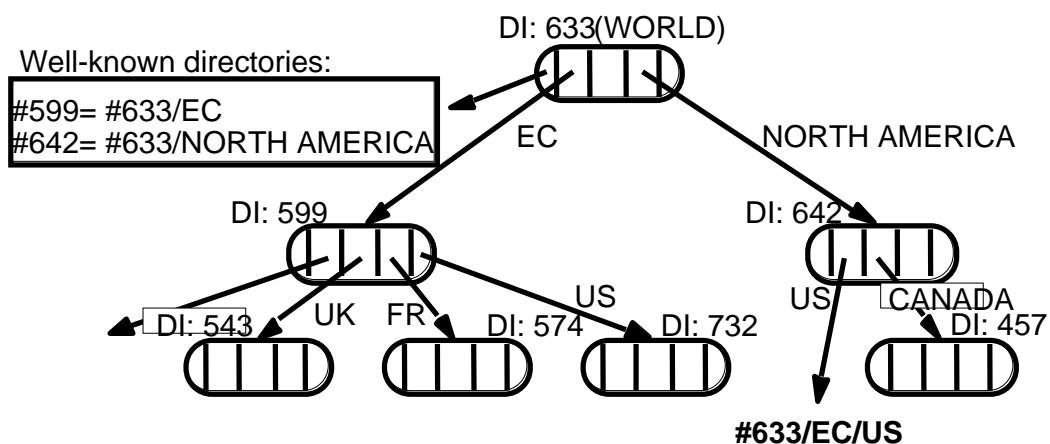 DI: 633(WORLD)
Well-known directories:
#599= #633/EC
#642= #633/NORTH AMERICA
EC
NORTH AMERICA
DI: 599
DI: 642
US
US
CANADA
DI: 543
UK
FR
DI: 574
DI: 732
DI: 457
#633/EC/US